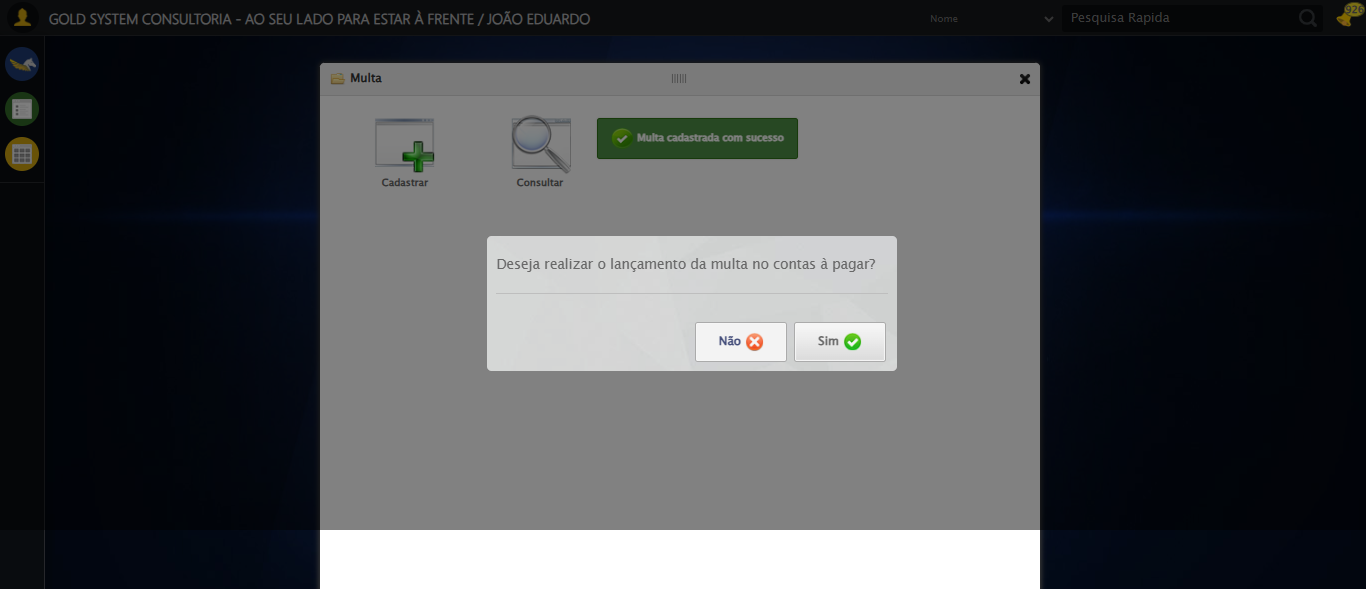 GOLD SYSTEM CONSULTORIA - AO SEU LADO PARA ESTAR À FRENTE / JOÃO EDUARDO
Nome
Pesquisa Rapida
926
Multa
Cadastrar
Consultar
Multa cadastrada com sucesso
Deseja realizar o lançamento da multa no contas à pagar?
Não
Sim